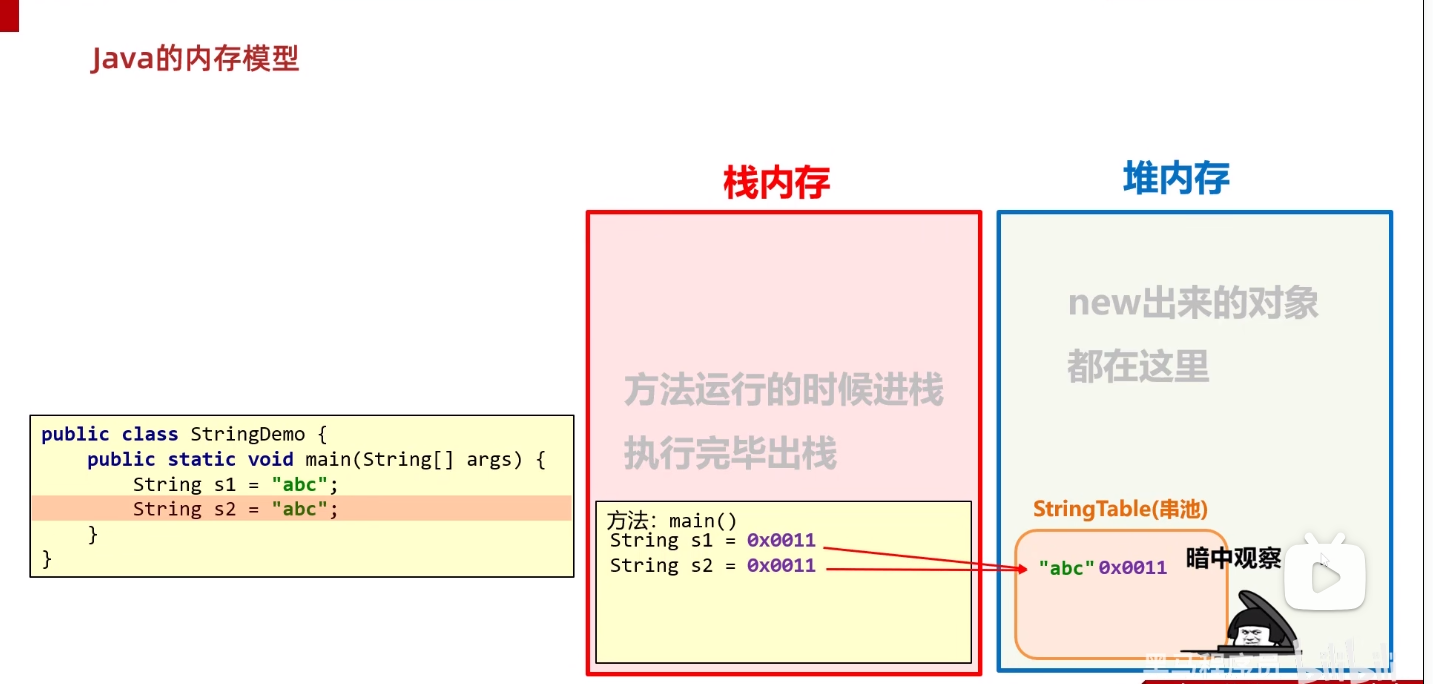 Java的内存模型
栈内存
堆内存
new出来的对象
都在这里
方法运行的时候进栈
执行完毕出栈
public class StringDemo {
    public static void main(String[] args) {
        String s1 = "abc";
        String s2 = "abc";
    }
}
方法：main()
String s1 = 0x0011
String s2 = 0x0011
StringTable(串池)
"abc" 0x0011
暗中观察